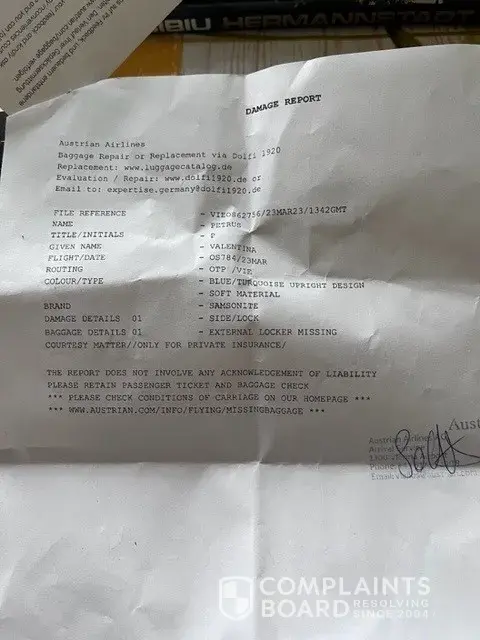 SIBIU HERMANNSTADT
DAMAGE REPORT
Austrian Airlines
Baggage Repair or Replacement via Dolfi 1920
Replacement: www.luggagecatalog.de
Evaluation / Repair: www.dolfi1920.de or
Email to: expertise.germany@dolfi1920.de
FILE REFERENCE - VIEOS62756/23MAR23/1342GMT
NAME - PETRUS
TITLE/INITIALS - P
GIVEN NAME - VALENTINA
FLIGHT/DATE - OS784/23MAR
ROUTING - OTP /VIE
COLOUR/TYPE - BLUE/TURQUOISE UPRIGHT DESIGN
- SOFT MATERIAL
BRAND - SAMSONITE
DAMAGE DETAILS 01 - SIDE/LOCK
BAGGAGE DETAILS 01 - EXTERNAL LOCKER MISSING
COURTESY MATTER//ONLY FOR PRIVATE INSURANCE/
THE REPORT DOES NOT INVOLVE ANY ACKNOWLEDGEMENT OF LIABILITY
PLEASE RETAIN PASSENGER TICKET AND BAGGAGE CHECK
*** PLEASE CHECK CONDITIONS OF CARRIAGE ON OUR HOMEPAGE ***
*** WWW.AUSTRIAN.COM/INFO/FLYING/MISSINGBAGGAGE ***
Aust
Austrian Airlines
COMPLAINTS
BOARD RESOLVING
SINCE 2004